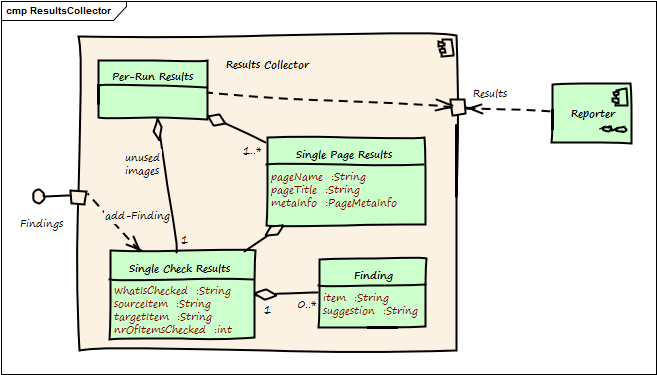 cmp ResultsCollector
Results Collector
Per-Run Results
Results
Reporter
unused
images
1..*
Single Page Results
pageName :String
pageTitle :String
metaInfo :PageMetaInfo
Findings
add-Finding
1
Single Check Results
whatIsChecked :String
sourceItem :String
targetItem :String
nrOfItemsChecked :int
1
0..*
Finding
item :String
suggestion :String